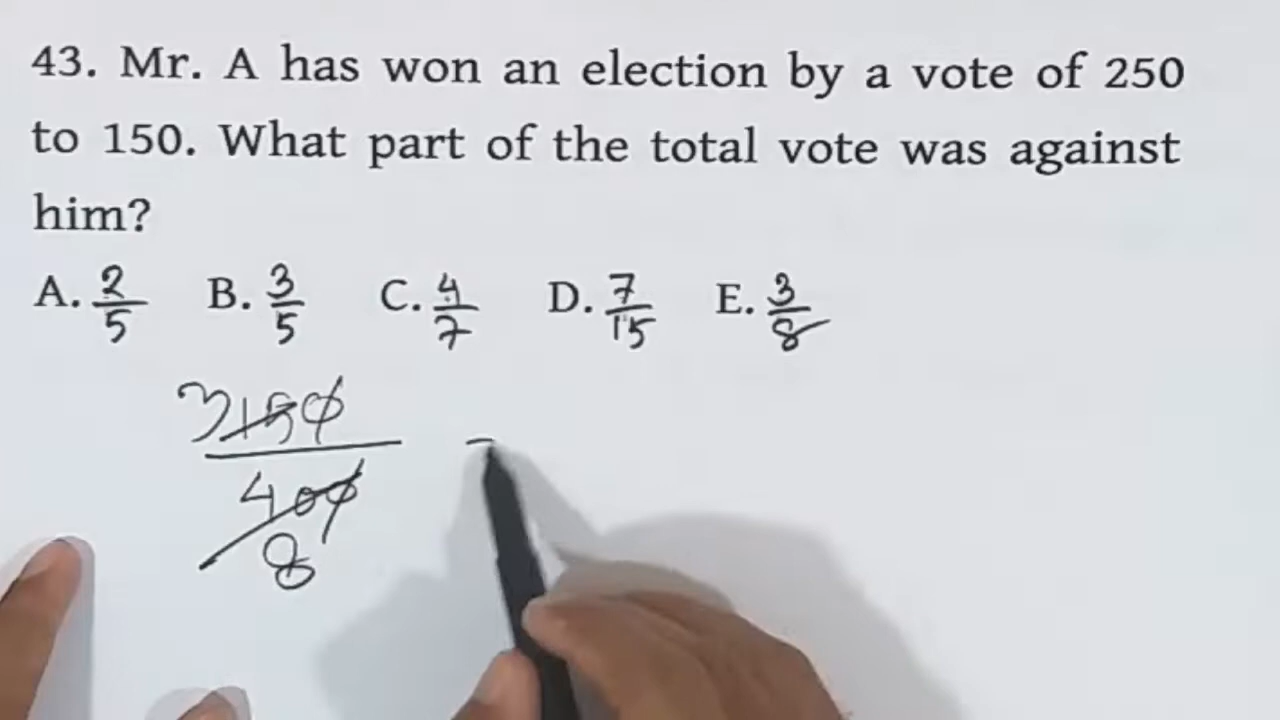 43. Mr. A has won an election by a vote of 250
to 150. What part of the total vote was against
him?
A. 2/5 B. 3/5 C. 4/7 D. 7/15 E. 3/8
3 150
400
8